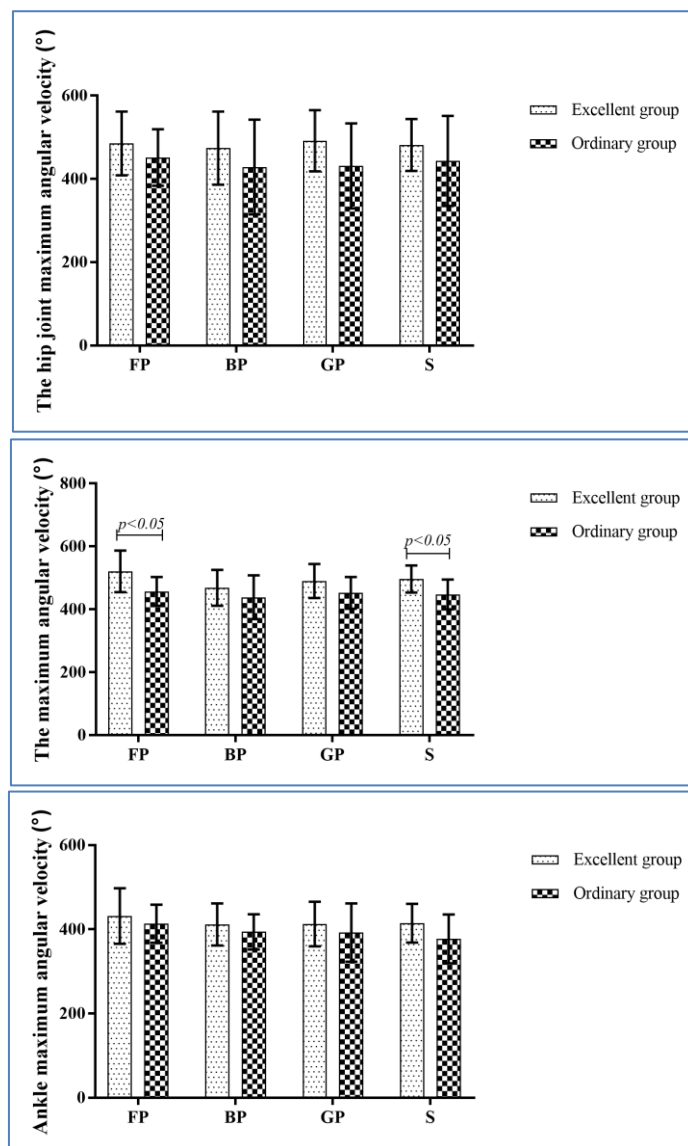 The hip joint maximum angular velocity (°)
600
400
200
0
FP BP GP S
Excellent group
Ordinary group
The maximum angular velocity (°)
800
600
400
200
0
p<0.05
p<0.05
FP BP GP S
Excellent group
Ordinary group
Ankle maximum angular velocity (°)
600
400
200
0
FP BP GP S
Excellent group
Ordinary group